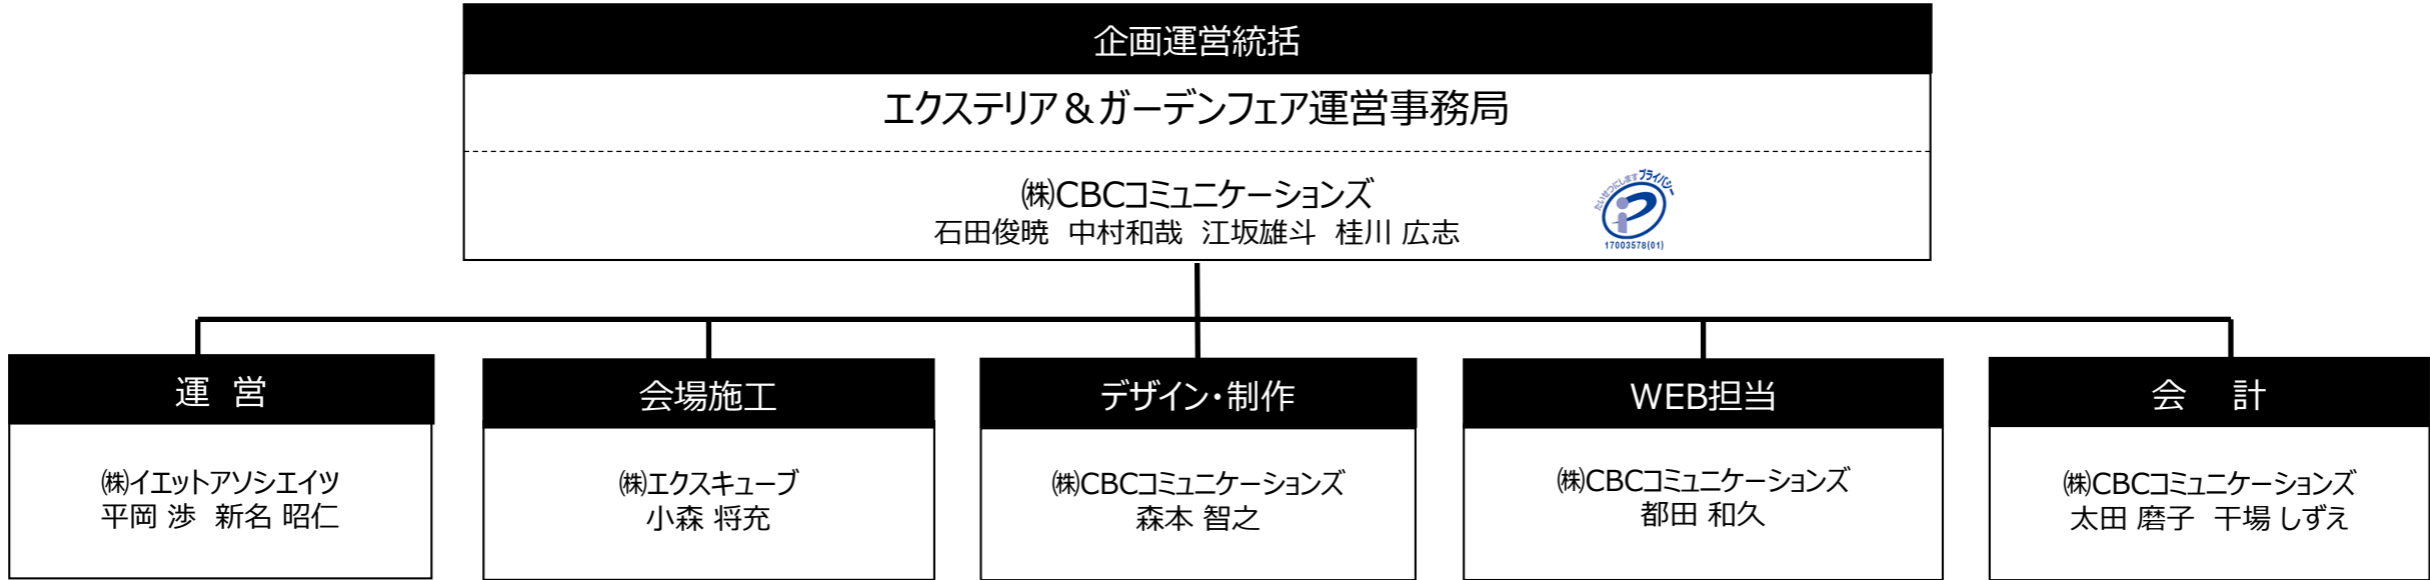 企画運営統括
エクステリア＆ガーデンフェア運営事務局
㈱CBCコミュニケーションズ
石田俊暁 中村和哉 江坂雄斗 桂川 広志
たいせつにしますプライバシー
17003578(01)
運 営
㈱イエットアソシエイツ
平岡 渉 新名 昭仁
会場施工
㈱エクスキューブ
小森 将充
デザイン・制作
㈱CBCコミュニケーションズ
森本 智之
WEB担当
㈱CBCコミュニケーションズ
都田 和久
会 計
㈱CBCコミュニケーションズ
太田 磨子 干場 しずえ